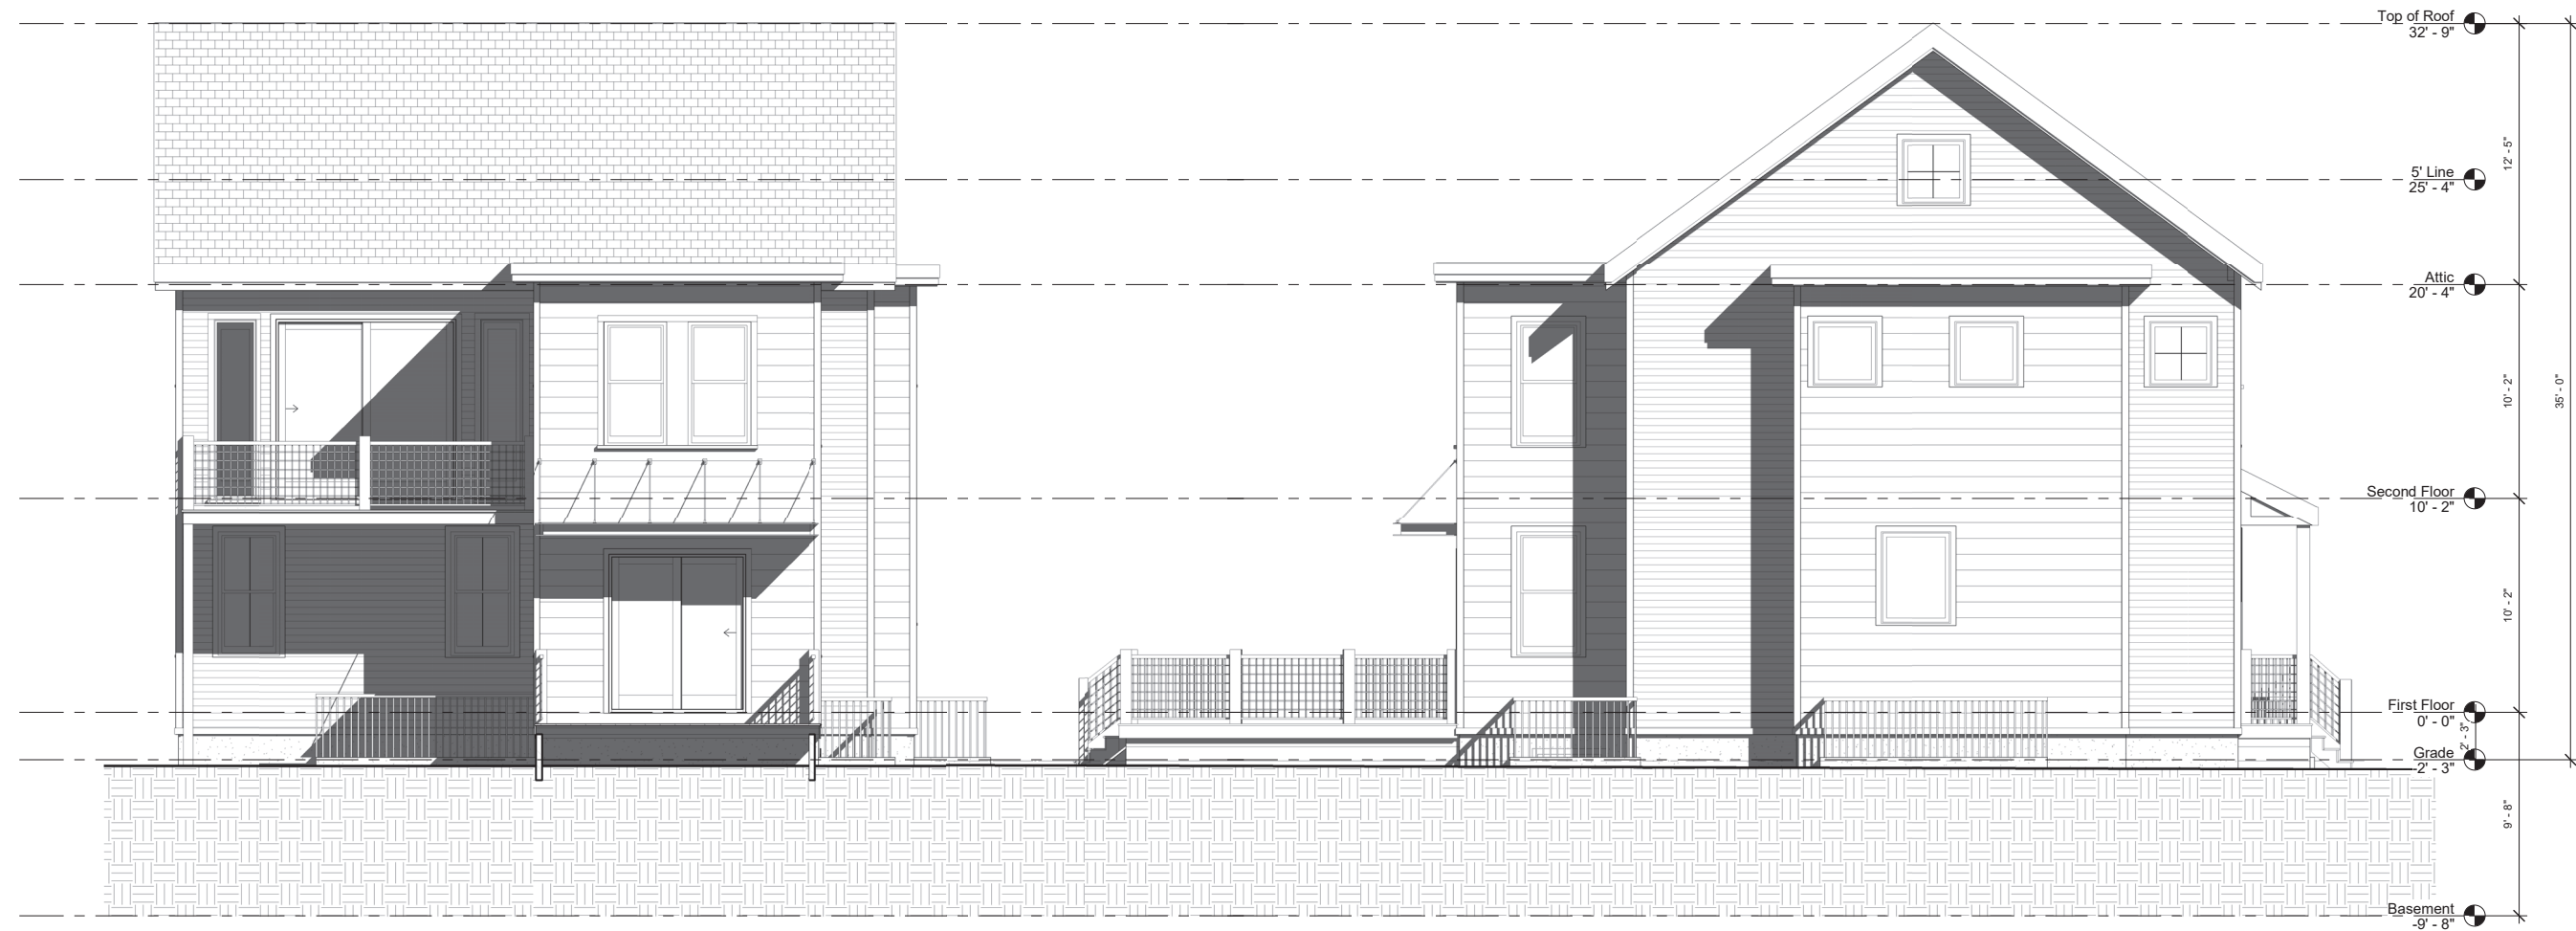 Top of Roof
32' - 9"
12' - 5"
5' Line
25' - 4"
Attic
20' - 4"
10' - 2"
35' - 0"
Second Floor
10' - 2"
10' - 2"
First Floor
0' - 0"
2' - 3"
Grade
-2' - 3"
9' - 8"
Basement
-9' - 8"